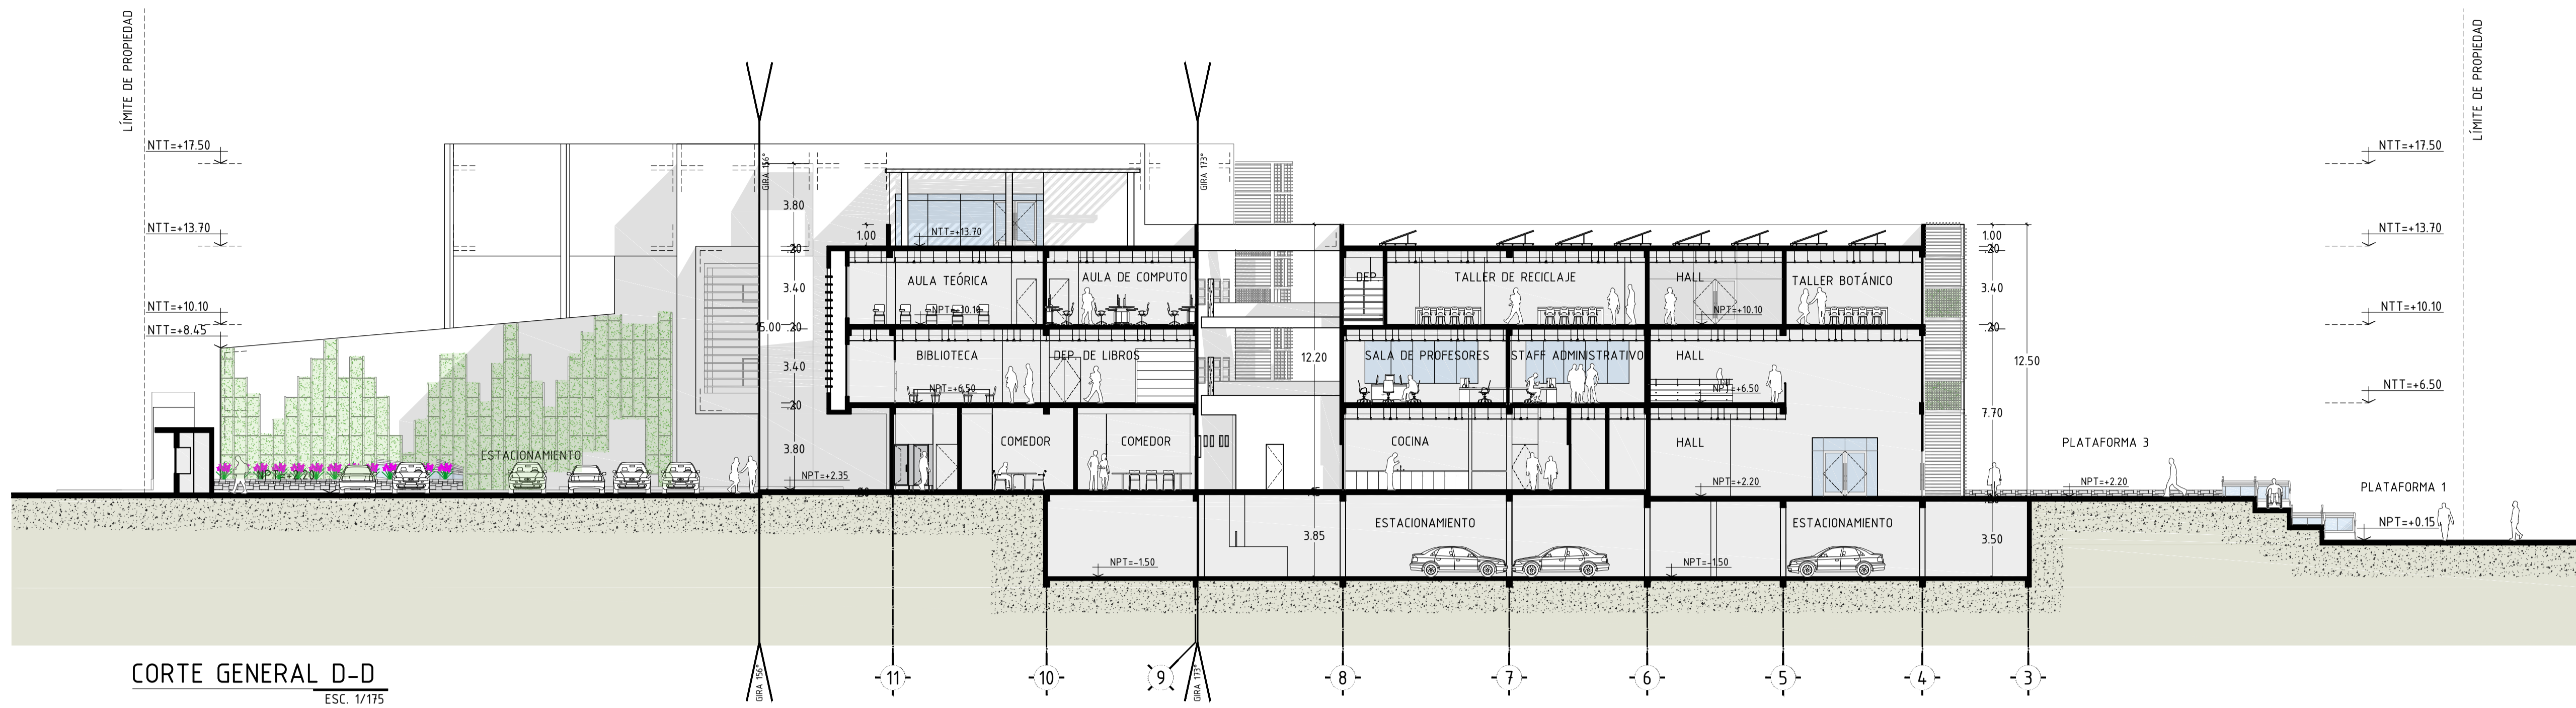 LÍMITE DE PROPIEDAD
LÍMITE DE PROPIEDAD
NTT=+17.50
NTT=+13.70
NTT=+10.10
NTT=+8.45
NTT=+17.50
NTT=+13.70
NTT=+10.10
NTT=+6.50
GIRA 156°
GIRA 173°
3.80
.20
3.40
15.00
.20
3.40
.20
3.80
1.00
NTT=+13.70
AULA TEÓRICA
AULA DE COMPUTO
NPT=+10.10
BIBLIOTECA
DEP. DE LIBROS
NPT=+6.50
COMEDOR
COMEDOR
NPT=+2.35
ESTACIONAMIENTO
NPT=+2.20
DEP.
TALLER DE RECICLAJE
HALL
TALLER BOTÁNICO
NPT=+10.10
12.20
SALA DE PROFESORES
STAFF ADMINISTRATIVO
HALL
NPT=+6.50
COCINA
HALL
NPT=+2.20
1.00
.20
3.40
.20
12.50
7.70
3.50
PLATAFORMA 3
NPT=+2.20
PLATAFORMA 1
NPT=+0.15
3.85
ESTACIONAMIENTO
ESTACIONAMIENTO
NPT=-1.50
NPT=-1.50
GIRA 156°
GIRA 173°
11
10
9
8
7
6
5
4
3
CORTE GENERAL D-D
ESC. 1/175